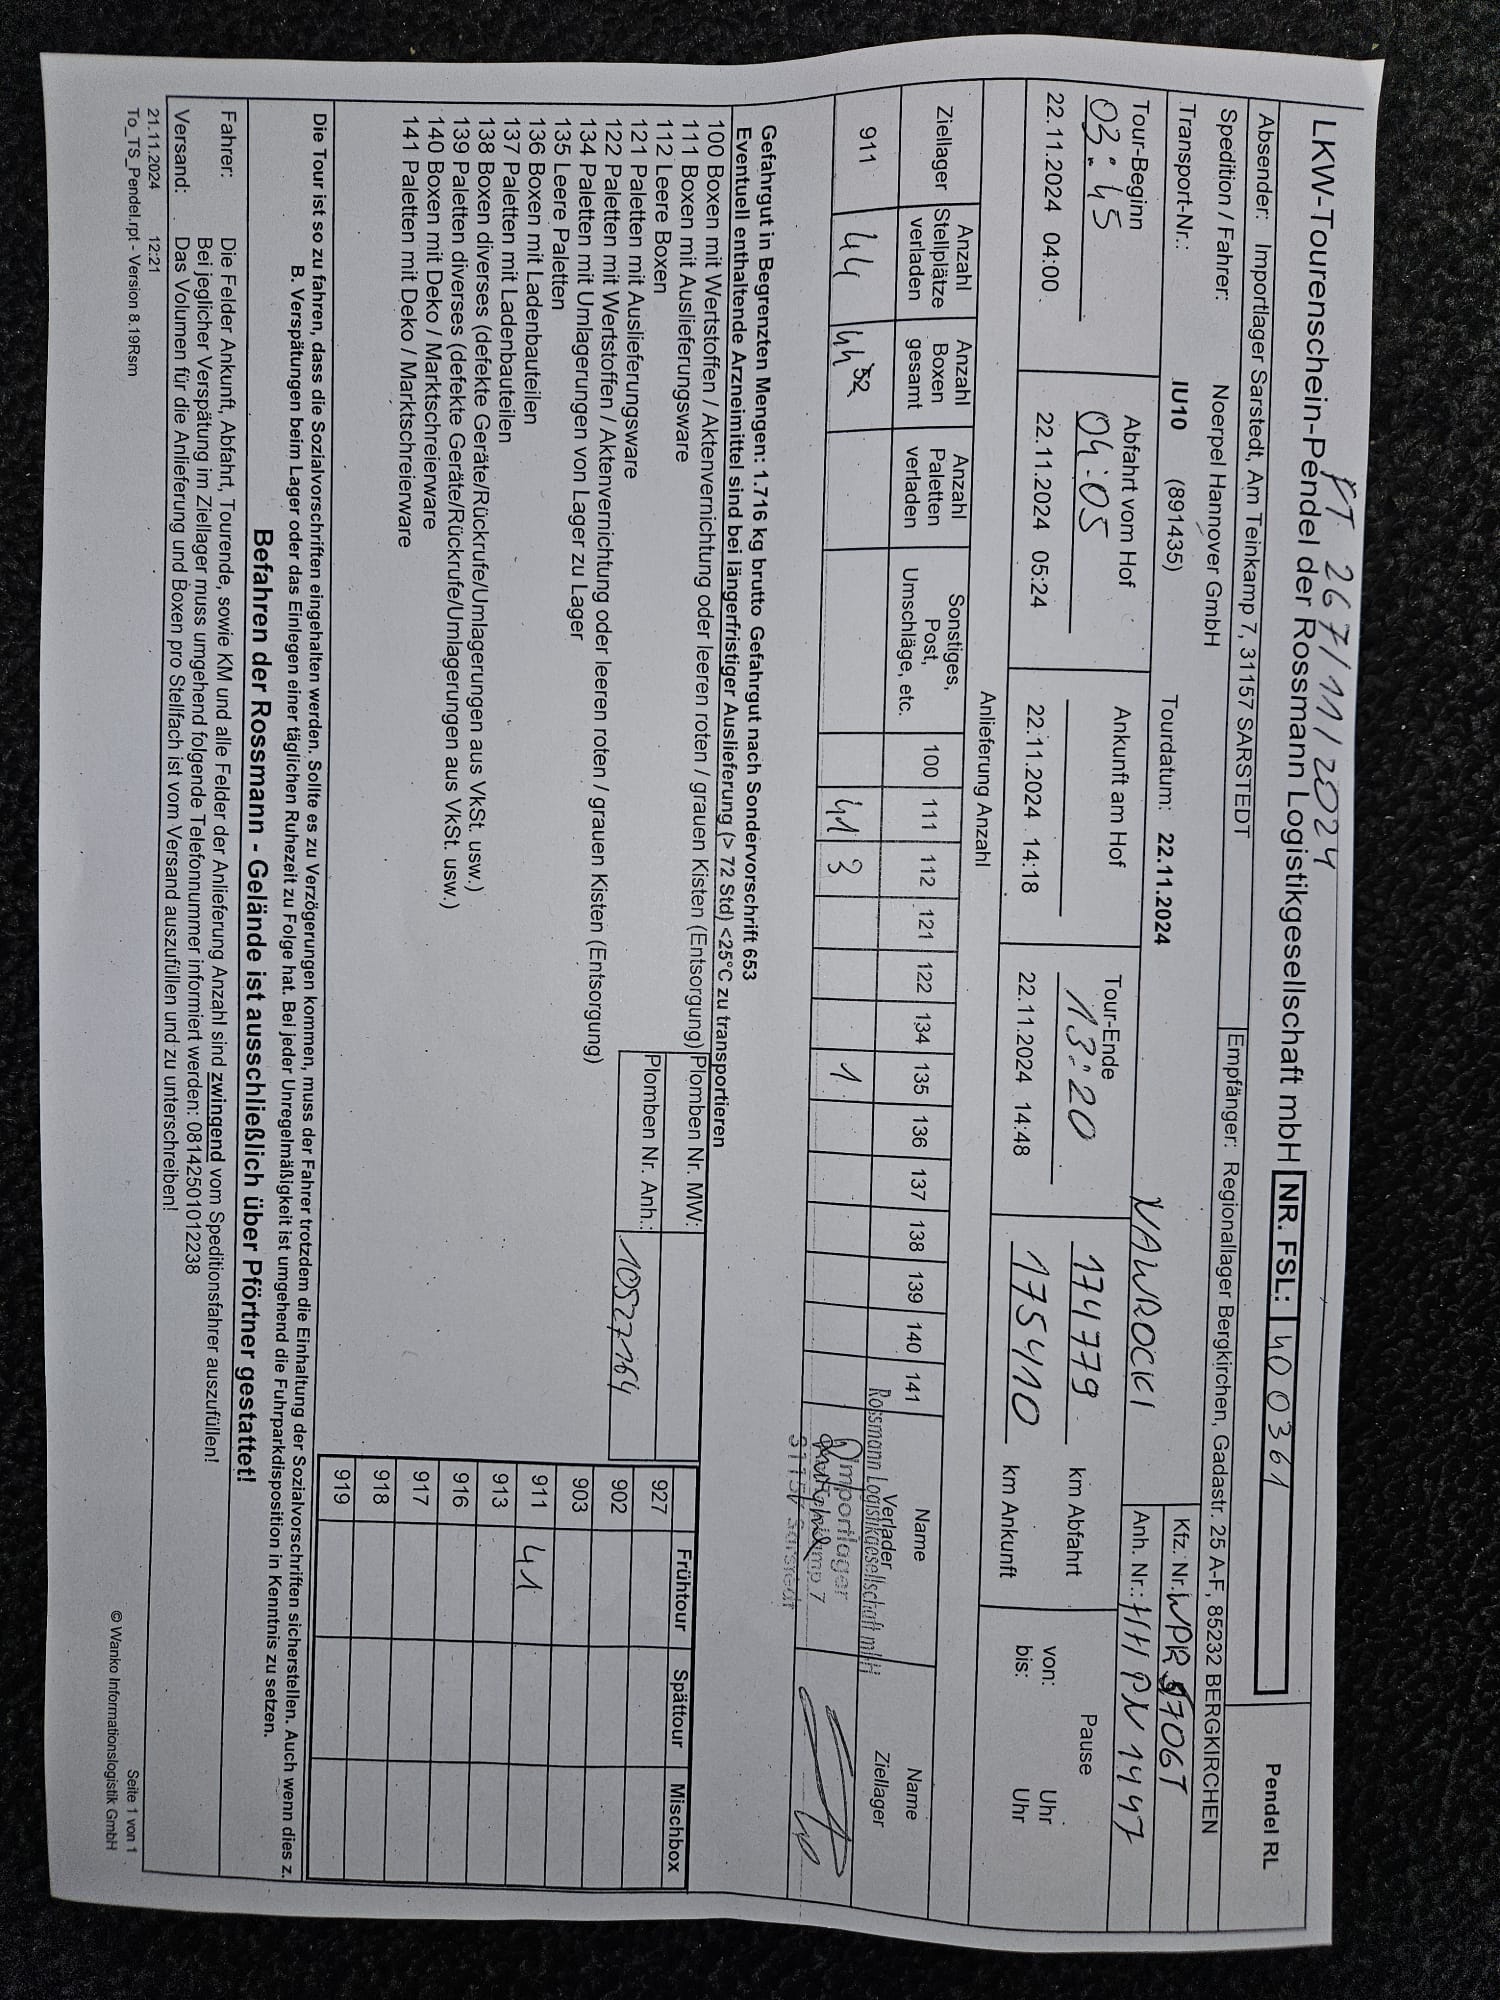 PT. 267/11/2024
LKW-Tourenschein-Pendel der Rossmann Logistikgesellschaft mbH NR. FSL: 400361 Pendel RL
Absender: Importlager Sarstedt, Am Teinkamp 7, 31157 SARSTEDT Empfänger: Regionallager Bergkirchen, Gadastr. 25 A-F, 85232 BERGKIRCHEN
Spedition / Fahrer: Noerpel Hannover GmbH NAWROCKI Kfz. Nr. WPR 9706T
Transport-Nr.: IU10 (891435) Tourdatum: 22.11.2024 Anh. Nr.: HH PN 1447
Tour-Beginn Abfahrt vom Hof Ankunft am Hof Tour-Ende
03:45 04:05 13:20 174779 km Abfahrt Pause
22.11.2024 04:00 22.11.2024 05:24 22.11.2024 14:18 22.11.2024 14:48 175410 km Ankunft
von: Uhr
bis: Uhr
Anlieferung Anzahl
Ziellager Anzahl Stellplätze verladen Anzahl Boxen gesamt Anzahl Paletten verladen Sonstiges, Post, Umschläge, etc. 100 111 112 121 122 134 135 136 137 138 139 140 141 Name Verlader Name Ziellager
911 44 44 52 41 3 1
Rossmann Logistikgesellschaft mbH
Importlager
31157 Sarstedt
Gefahrgut in Begrenzten Mengen: 1.716 kg brutto Gefahrgut nach Sondervorschrift 653
Eventuell enthaltende Arzneimittel sind bei längerfristiger Auslieferung (> 72 Std) <25°C zu transportieren
100 Boxen mit Wertstoffen / Aktenvernichtung oder leeren roten / grauen Kisten (Entsorgung)
111 Boxen mit Auslieferungsware
112 Leere Boxen
121 Paletten mit Auslieferungsware
122 Paletten mit Wertstoffen / Aktenvernichtung oder leeren roten / grauen Kisten (Entsorgung)
134 Paletten mit Umlagerungen von Lager zu Lager
135 Leere Paletten
136 Boxen mit Ladenbauteilen
137 Paletten mit Ladenbauteilen
138 Boxen diverses (defekte Geräte/Rückrufe/Umlagerungen aus VkSt. usw.)
139 Paletten diverses (defekte Geräte/Rückrufe/Umlagerungen aus VkSt. usw.)
140 Boxen mit Deko / Marktschreierware
141 Paletten mit Deko / Marktschreierware
Plomben Nr. MW:
Plomben Nr. Anh.: 10527764
Frühtour Spättour Mischbox
927
902
903
911 41
913
916
917
918
919
Die Tour ist so zu fahren, dass die Sozialvorschriften eingehalten werden. Sollte es zu Verzögerungen kommen, muss der Fahrer trotzdem die Einhaltung der Sozialvorschriften sicherstellen. Auch wenn dies z.
B. Verspätungen beim Lager oder das Einlegen einer täglichen Ruhezeit zu Folge hat. Bei jeder Unregelmäßigkeit ist umgehend die Fuhrparkdisposition in Kenntnis zu setzen.
Befahren der Rossmann - Gelände ist ausschließlich über Pförtner gestattet!
Fahrer: Die Felder Ankunft, Abfahrt, Tourende, sowie KM und alle Felder der Anlieferung Anzahl sind zwingend vom Speditionsfahrer auszufüllen!
Bei jeglicher Verspätung im Ziellager muss umgehend folgende Telefonnummer informiert werden: 08142501012238
Versand: Das Volumen für die Anlieferung und Boxen pro Stellfach ist vom Versand auszufüllen und zu unterschreiben!
21.11.2024 12:21 Seite 1 von 1
To_TS_Pendel.rpt - Version 8.19Rsm © Wanko Informationslogistik GmbH